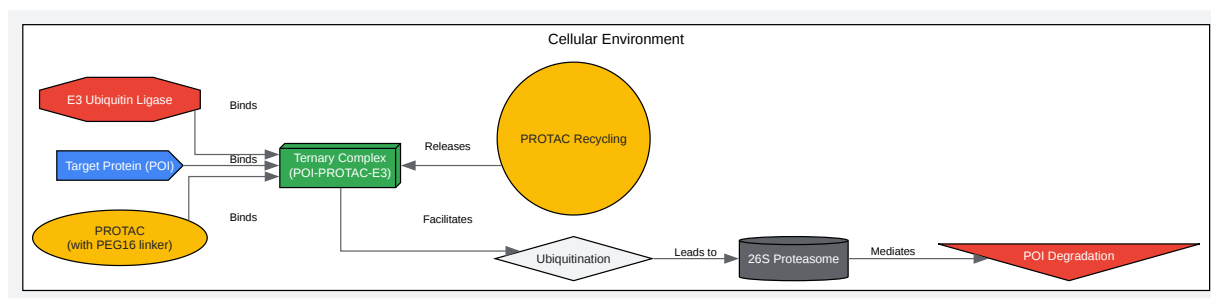 Cellular Environment
E3 Ubiquitin Ligase
Binds
Target Protein (POI)
Binds
PROTAC
(with PEG16 linker)
Binds
Ternary Complex
(POI-PROTAC-E3)
Releases
PROTAC Recycling
Facilitates
Ubiquitination
Leads to
26S Proteasome
Mediates
POI Degradation